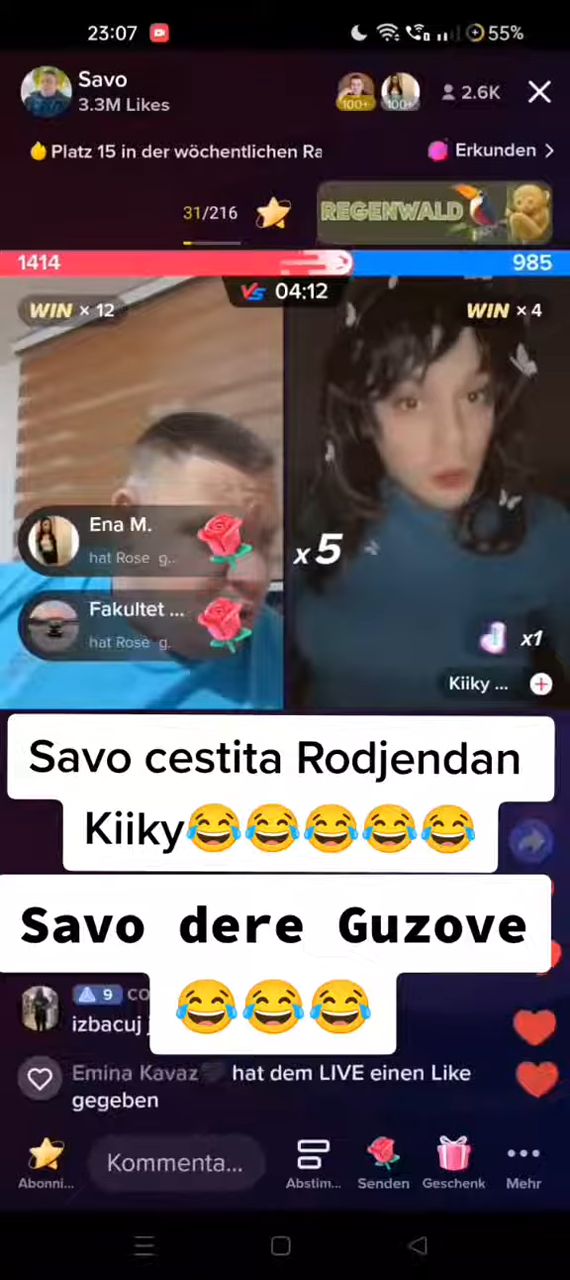 23:07
55%
Savo
3.3M Likes
100+
100+
2.6K
Platz 15 in der wöchentlichen Ra
Erkunden >
31/216
REGENWALD
1414
985
VS 04:12
WIN × 12
WIN × 4
Ena M.
hat Rose g..
x5
Fakultet ...
hat Rose g.
x1
Kiiky ...
Savo cestita Rodjendan
Kiiky😂😂😂😂😂
Savo dere Guzove
😂😂😂
9
izbacuj
Emina Kavaz🖤 hat dem LIVE einen Like
gegeben
Kommenta...
Abonni...
Abstim...
Senden
Geschenk
Mehr